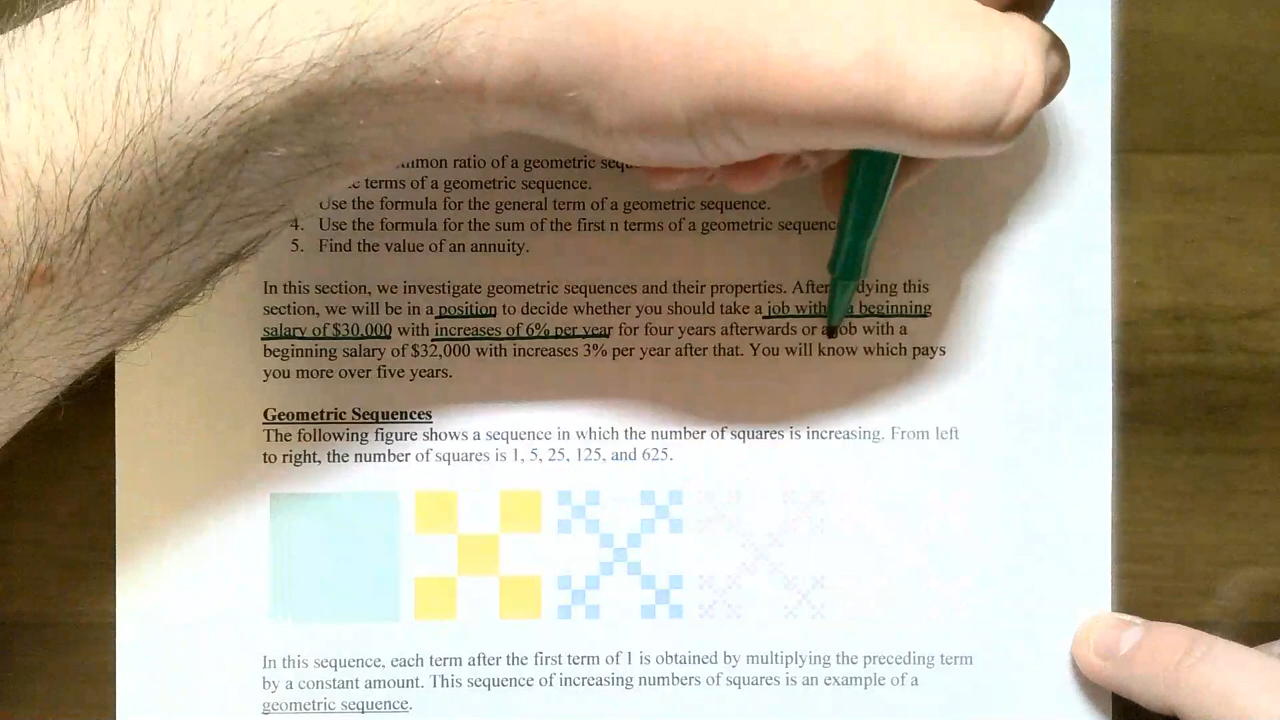 ratio of a geometric
terms of a geometric sequence.
Use the formula for the general term of a geometric sequence.
4. Use the formula for the sum of the first n terms of a geometric
5. Find the value of an annuity.
In this section, we investigate geometric sequences and their properties. After this
section, we will be in a position to decide whether you should take a job with a beginning
salary of $30,000 with increases of 6% per year for four years afterwards or a job with a
beginning salary of $32,000 with increases 3% per year after that. You will know which pays
you more over five years.
Geometric Sequences
The following figure shows a sequence in which the number of squares is increasing. From left
to right, the number of squares is 1, 5, 25, 125, and 625.
In this sequence, each term after the first term of 1 is obtained by multiplying the preceding term
by a constant amount. This sequence of increasing numbers of squares is an example of a
geometric sequence.